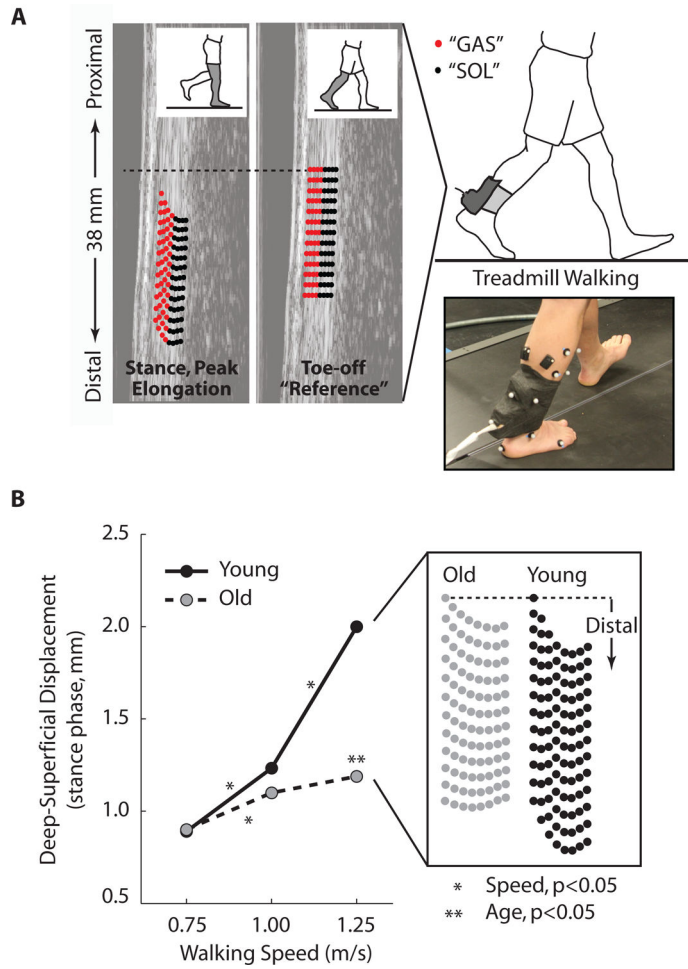 A
Proximal
38 mm
Distal
Stance, Peak
Elongation
Toe-off
“Reference”
“GAS”
“SOL”
Treadmill Walking
B
Deep-Superficial Displacement
(stance phase, mm)
2.5
2.0
1.5
1.0
0.5
Young
Old
*
*
*
**
0.75
1.00
1.25
Walking Speed (m/s)
Old
Young
Distal
* Speed, p<0.05
** Age, p<0.05